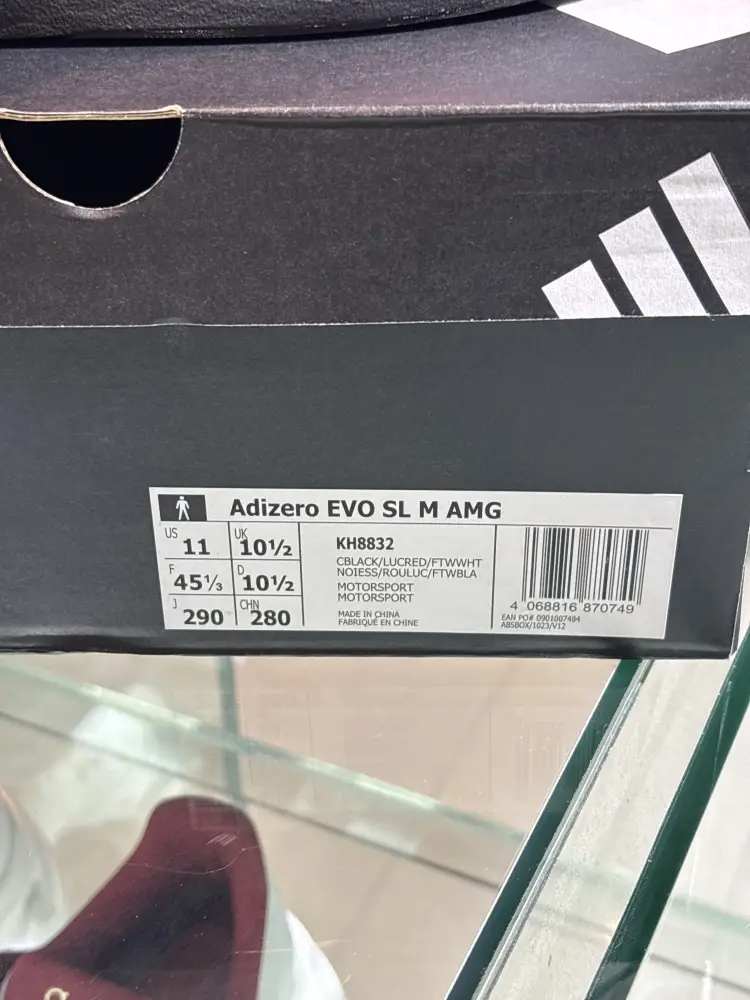 Adizero EVO SL M AMG
US 11 UK 10½
F 45⅓ D 10½
J 290 CHN 280
KH8832
CBLACK/LUCRED/FTWWHT
NOIESS/ROULUC/FTWBLA
MOTORSPORT
MOTORSPORT
MADE IN CHINA
FABRIQUÉ EN CHINE
4 068816 870749
EAN PO# 0901007484
ABSBOX/1023/V12